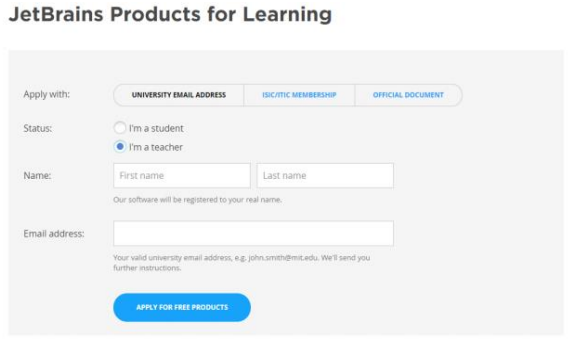 JetBrains Products for Learning
Apply with: UNIVERSITY EMAIL ADDRESS ISIC/ITIC MEMBERSHIP OFFICIAL DOCUMENT
Status: I'm a student
I'm a teacher
Name: First name Last name
Our software will be registered to your real name.
Email address:
Your valid university email address, e.g. john.smith@mit.edu. We'll send you
further instructions.
APPLY FOR FREE PRODUCTS